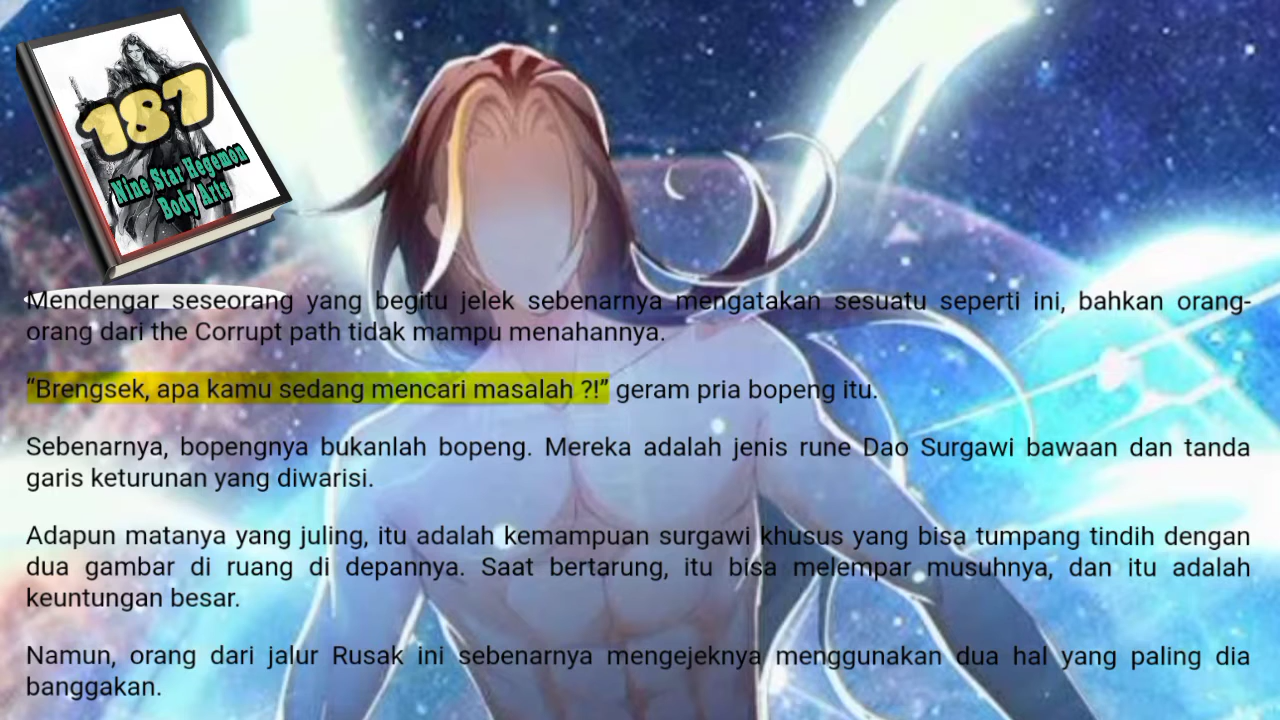 187
Nine Star Hegemon
Body Arts
Mendengar seseorang yang begitu jelek sebenarnya mengatakan sesuatu seperti ini, bahkan orang-
orang dari the Corrupt path tidak mampu menahannya.
“Brengsek, apa kamu sedang mencari masalah ?!” geram pria bopeng itu.
Sebenarnya, bopengnya bukanlah bopeng. Mereka adalah jenis rune Dao Surgawi bawaan dan tanda
garis keturunan yang diwarisi.
Adapun matanya yang juling, itu adalah kemampuan surgawi khusus yang bisa tumpang tindih dengan
dua gambar di ruang di depannya. Saat bertarung, itu bisa melempar musuhnya, dan itu adalah
keuntungan besar.
Namun, orang dari jalur Rusak ini sebenarnya mengejeknya menggunakan dua hal yang paling dia
banggakan.